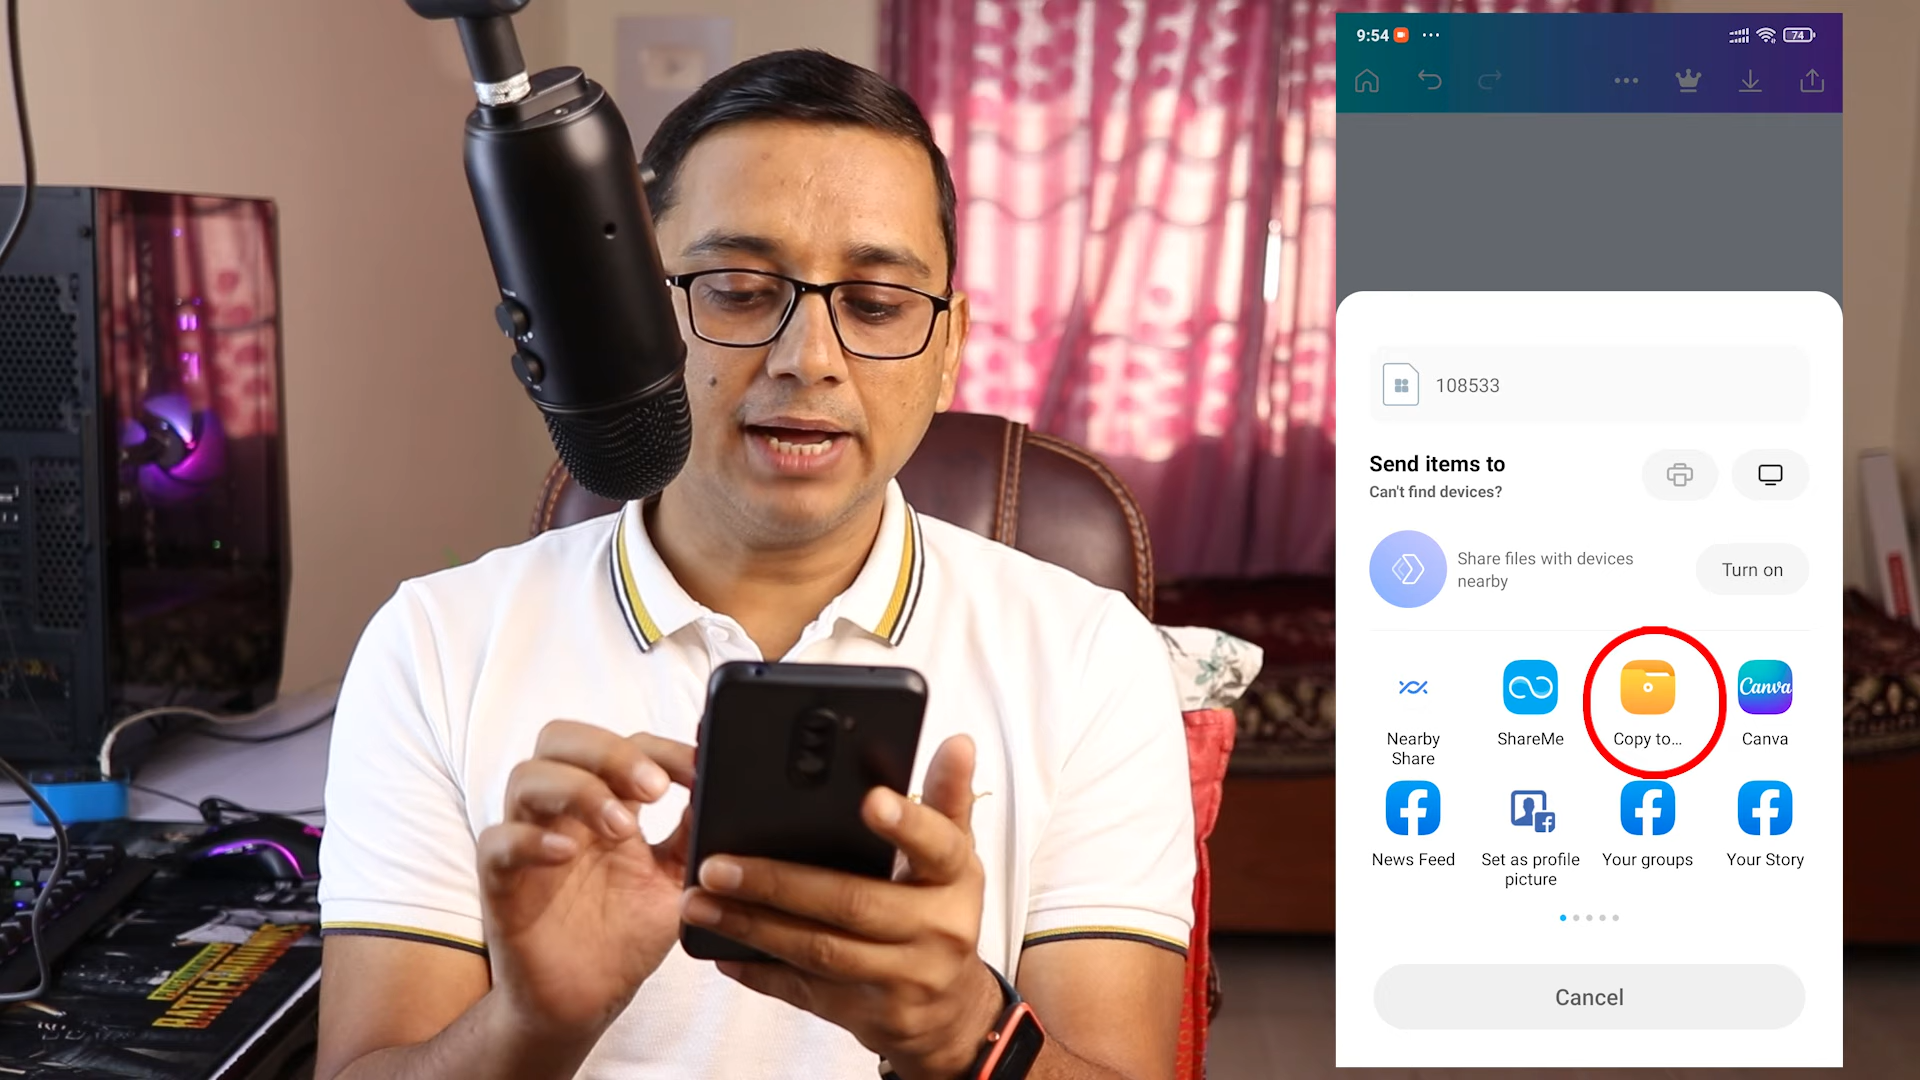 9:54
74
108533
Send items to
Can't find devices?
Share files with devices
nearby
Turn on
Canva
Nearby
Share
ShareMe
Copy to...
Canva
News Feed
Set as profile
picture
Your groups
Your Story
Cancel
BATTLEGROUNDS